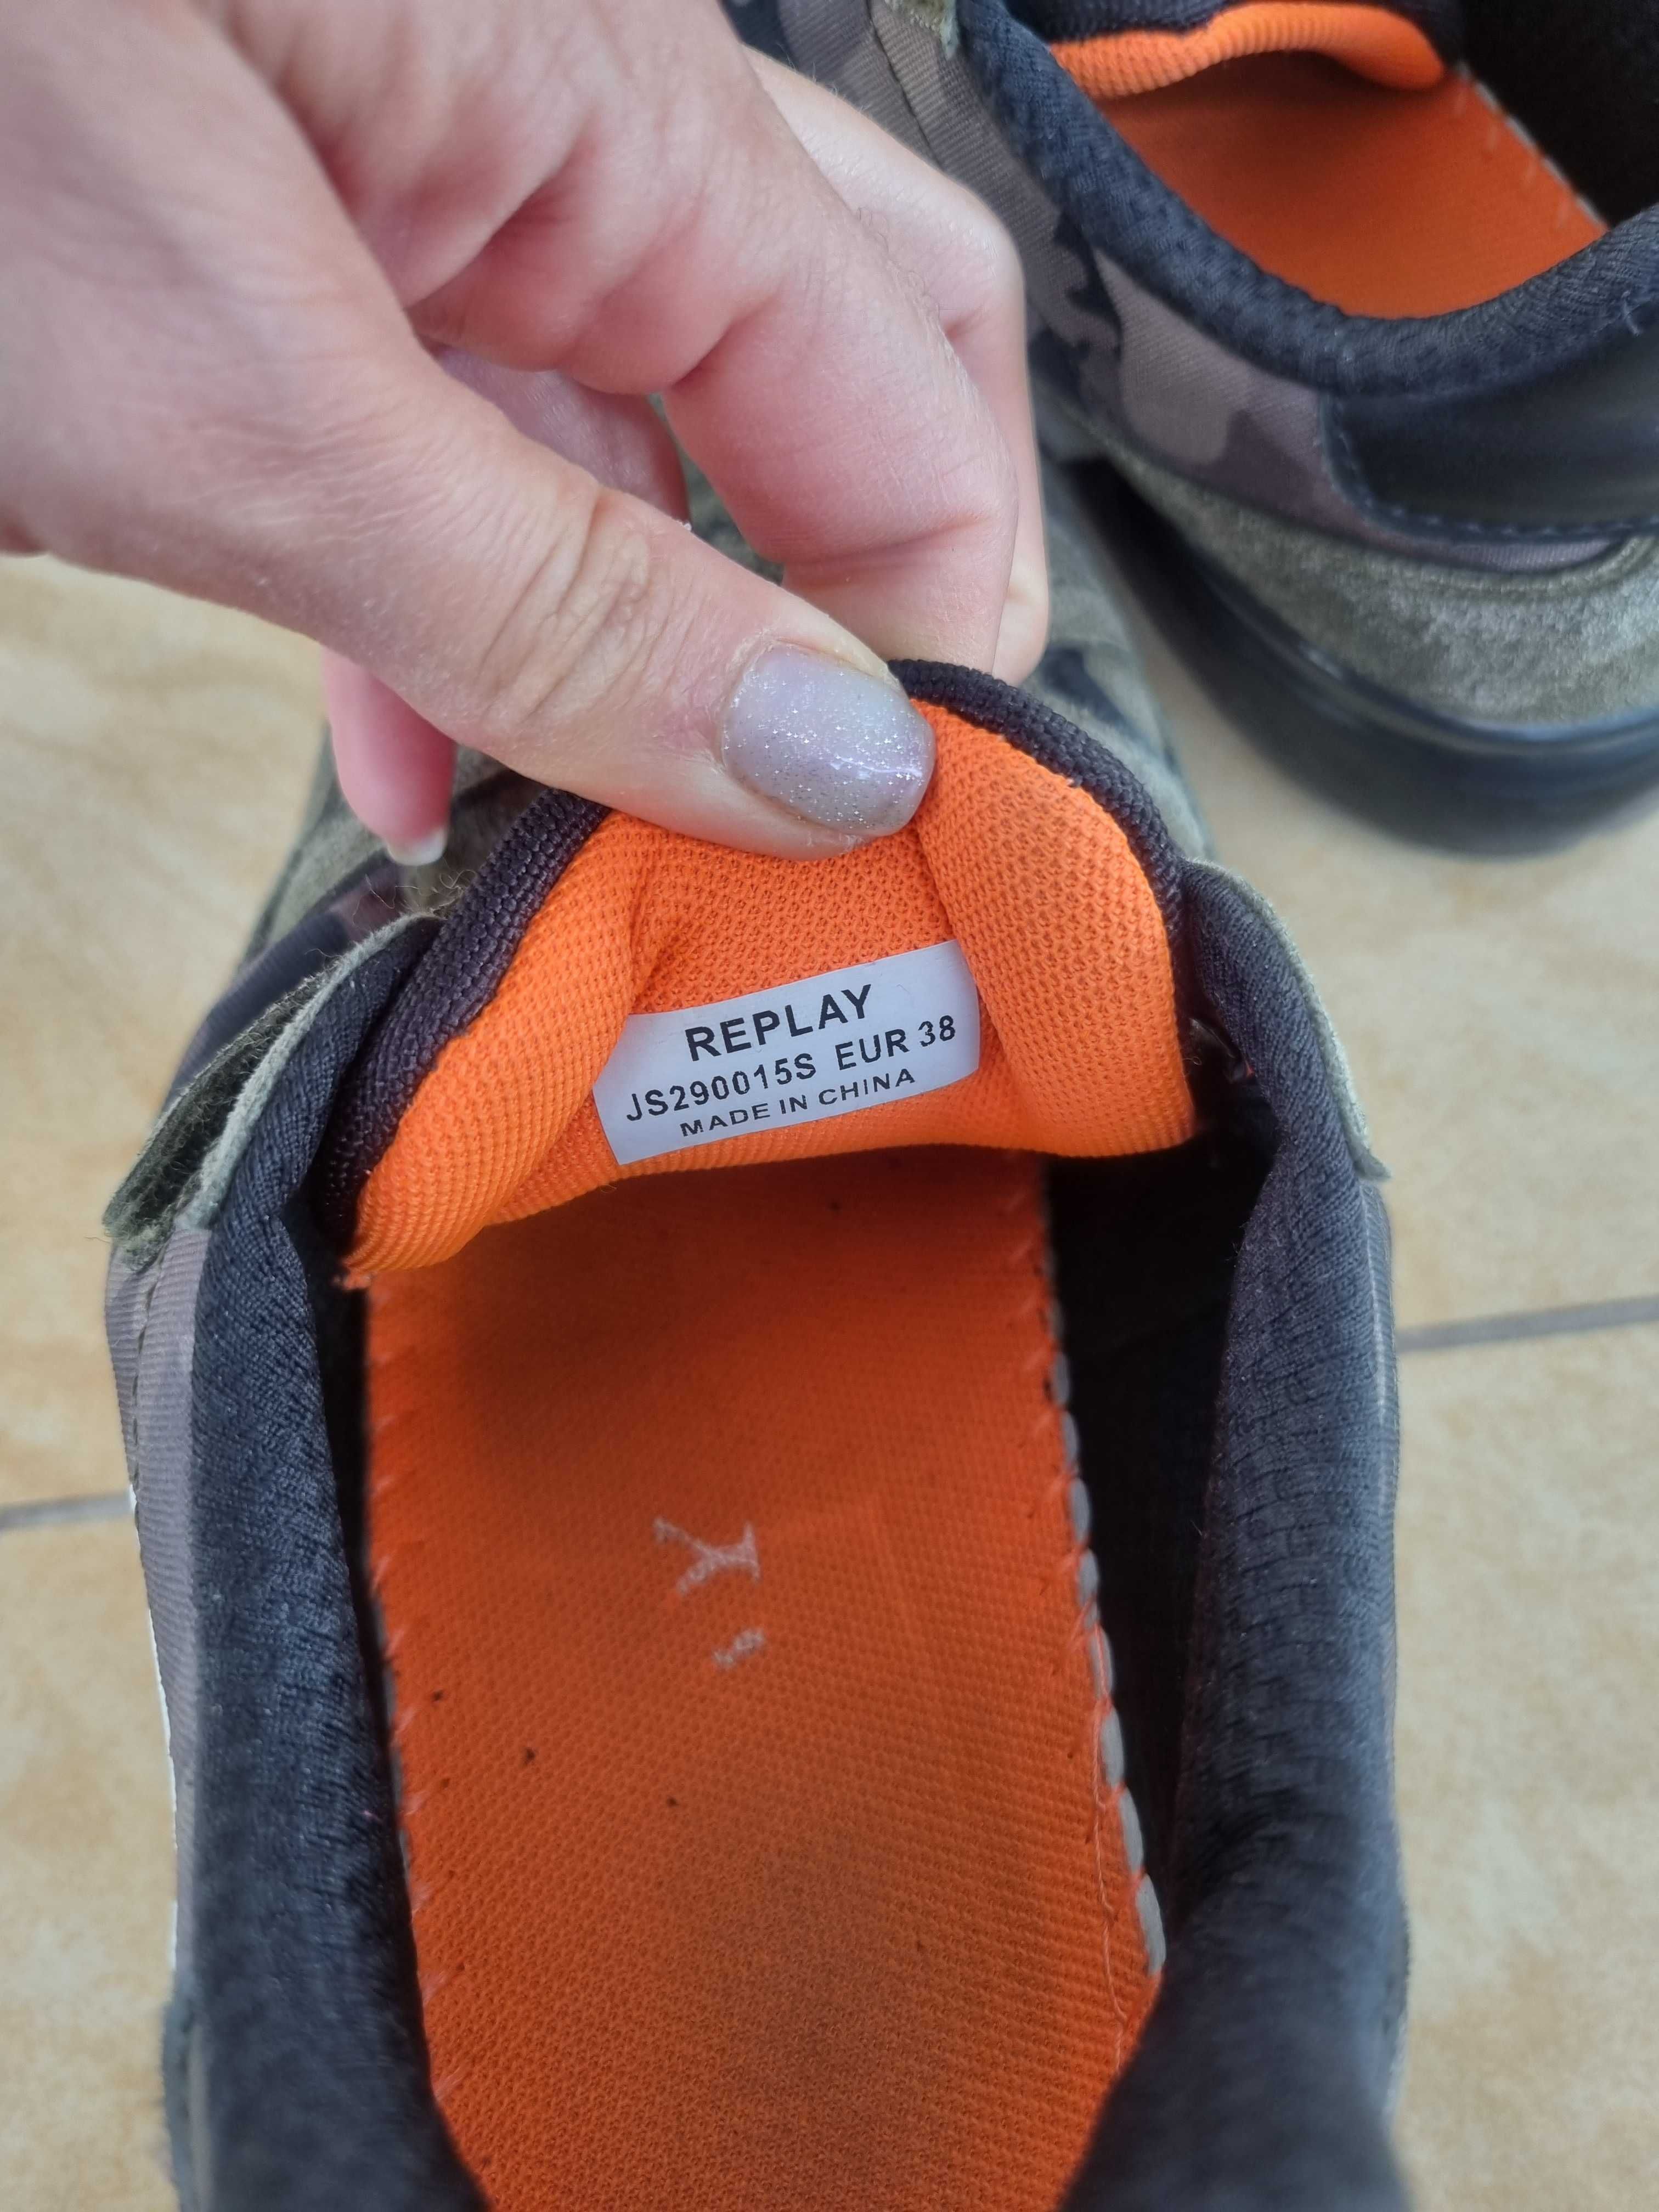 REPLAY
JS290015S EUR 38
MADE IN CHINA